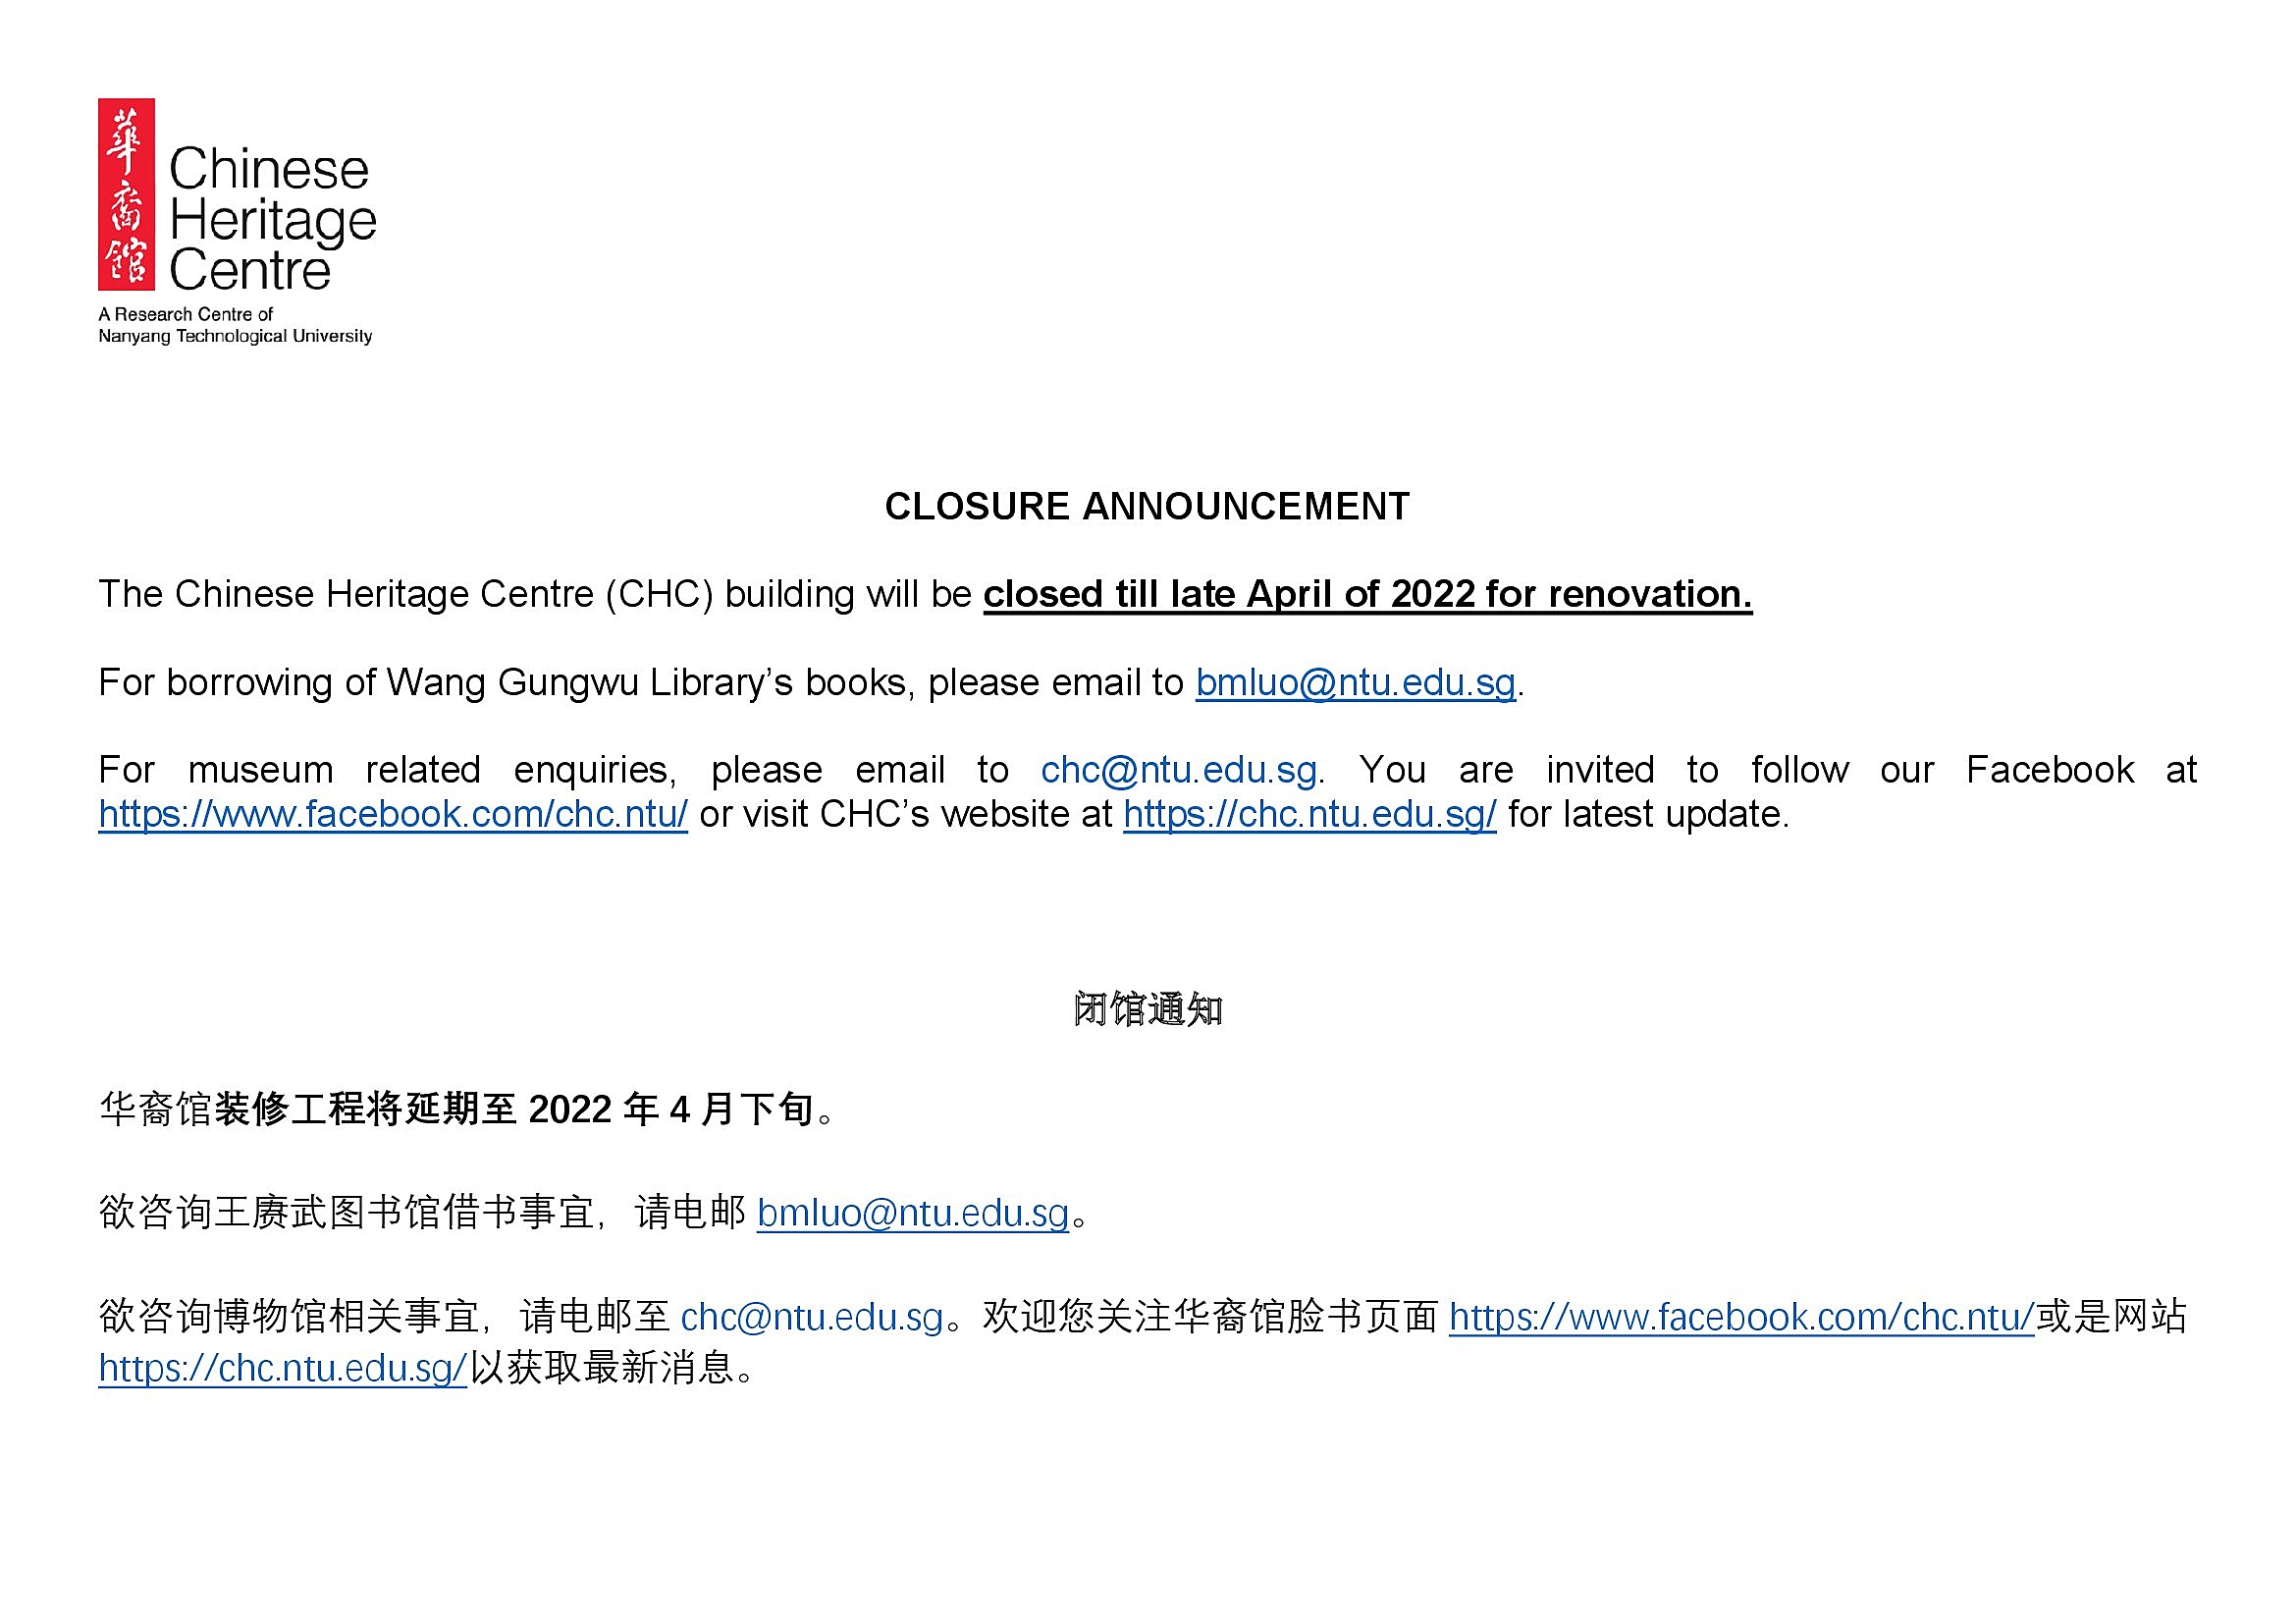 華裔館
Chinese
Heritage
Centre
A Research Centre of
Nanyang Technological University
CLOSURE ANNOUNCEMENT
The Chinese Heritage Centre (CHC) building will be closed till late April of 2022 for renovation.
For borrowing of Wang Gungwu Library’s books, please email to bmluo@ntu.edu.sg.
For museum related enquiries, please email to chc@ntu.edu.sg. You are invited to follow our Facebook at
https://www.facebook.com/chc.ntu/ or visit CHC’s website at https://chc.ntu.edu.sg/ for latest update.
闭馆通知
华裔馆装修工程将延期至 2022 年 4 月下旬。
欲咨询王赓武图书馆借书事宜，请电邮 bmluo@ntu.edu.sg。
欲咨询博物馆相关事宜，请电邮至 chc@ntu.edu.sg。欢迎您关注华裔馆脸书页面 https://www.facebook.com/chc.ntu/或是网站
https://chc.ntu.edu.sg/以获取最新消息。